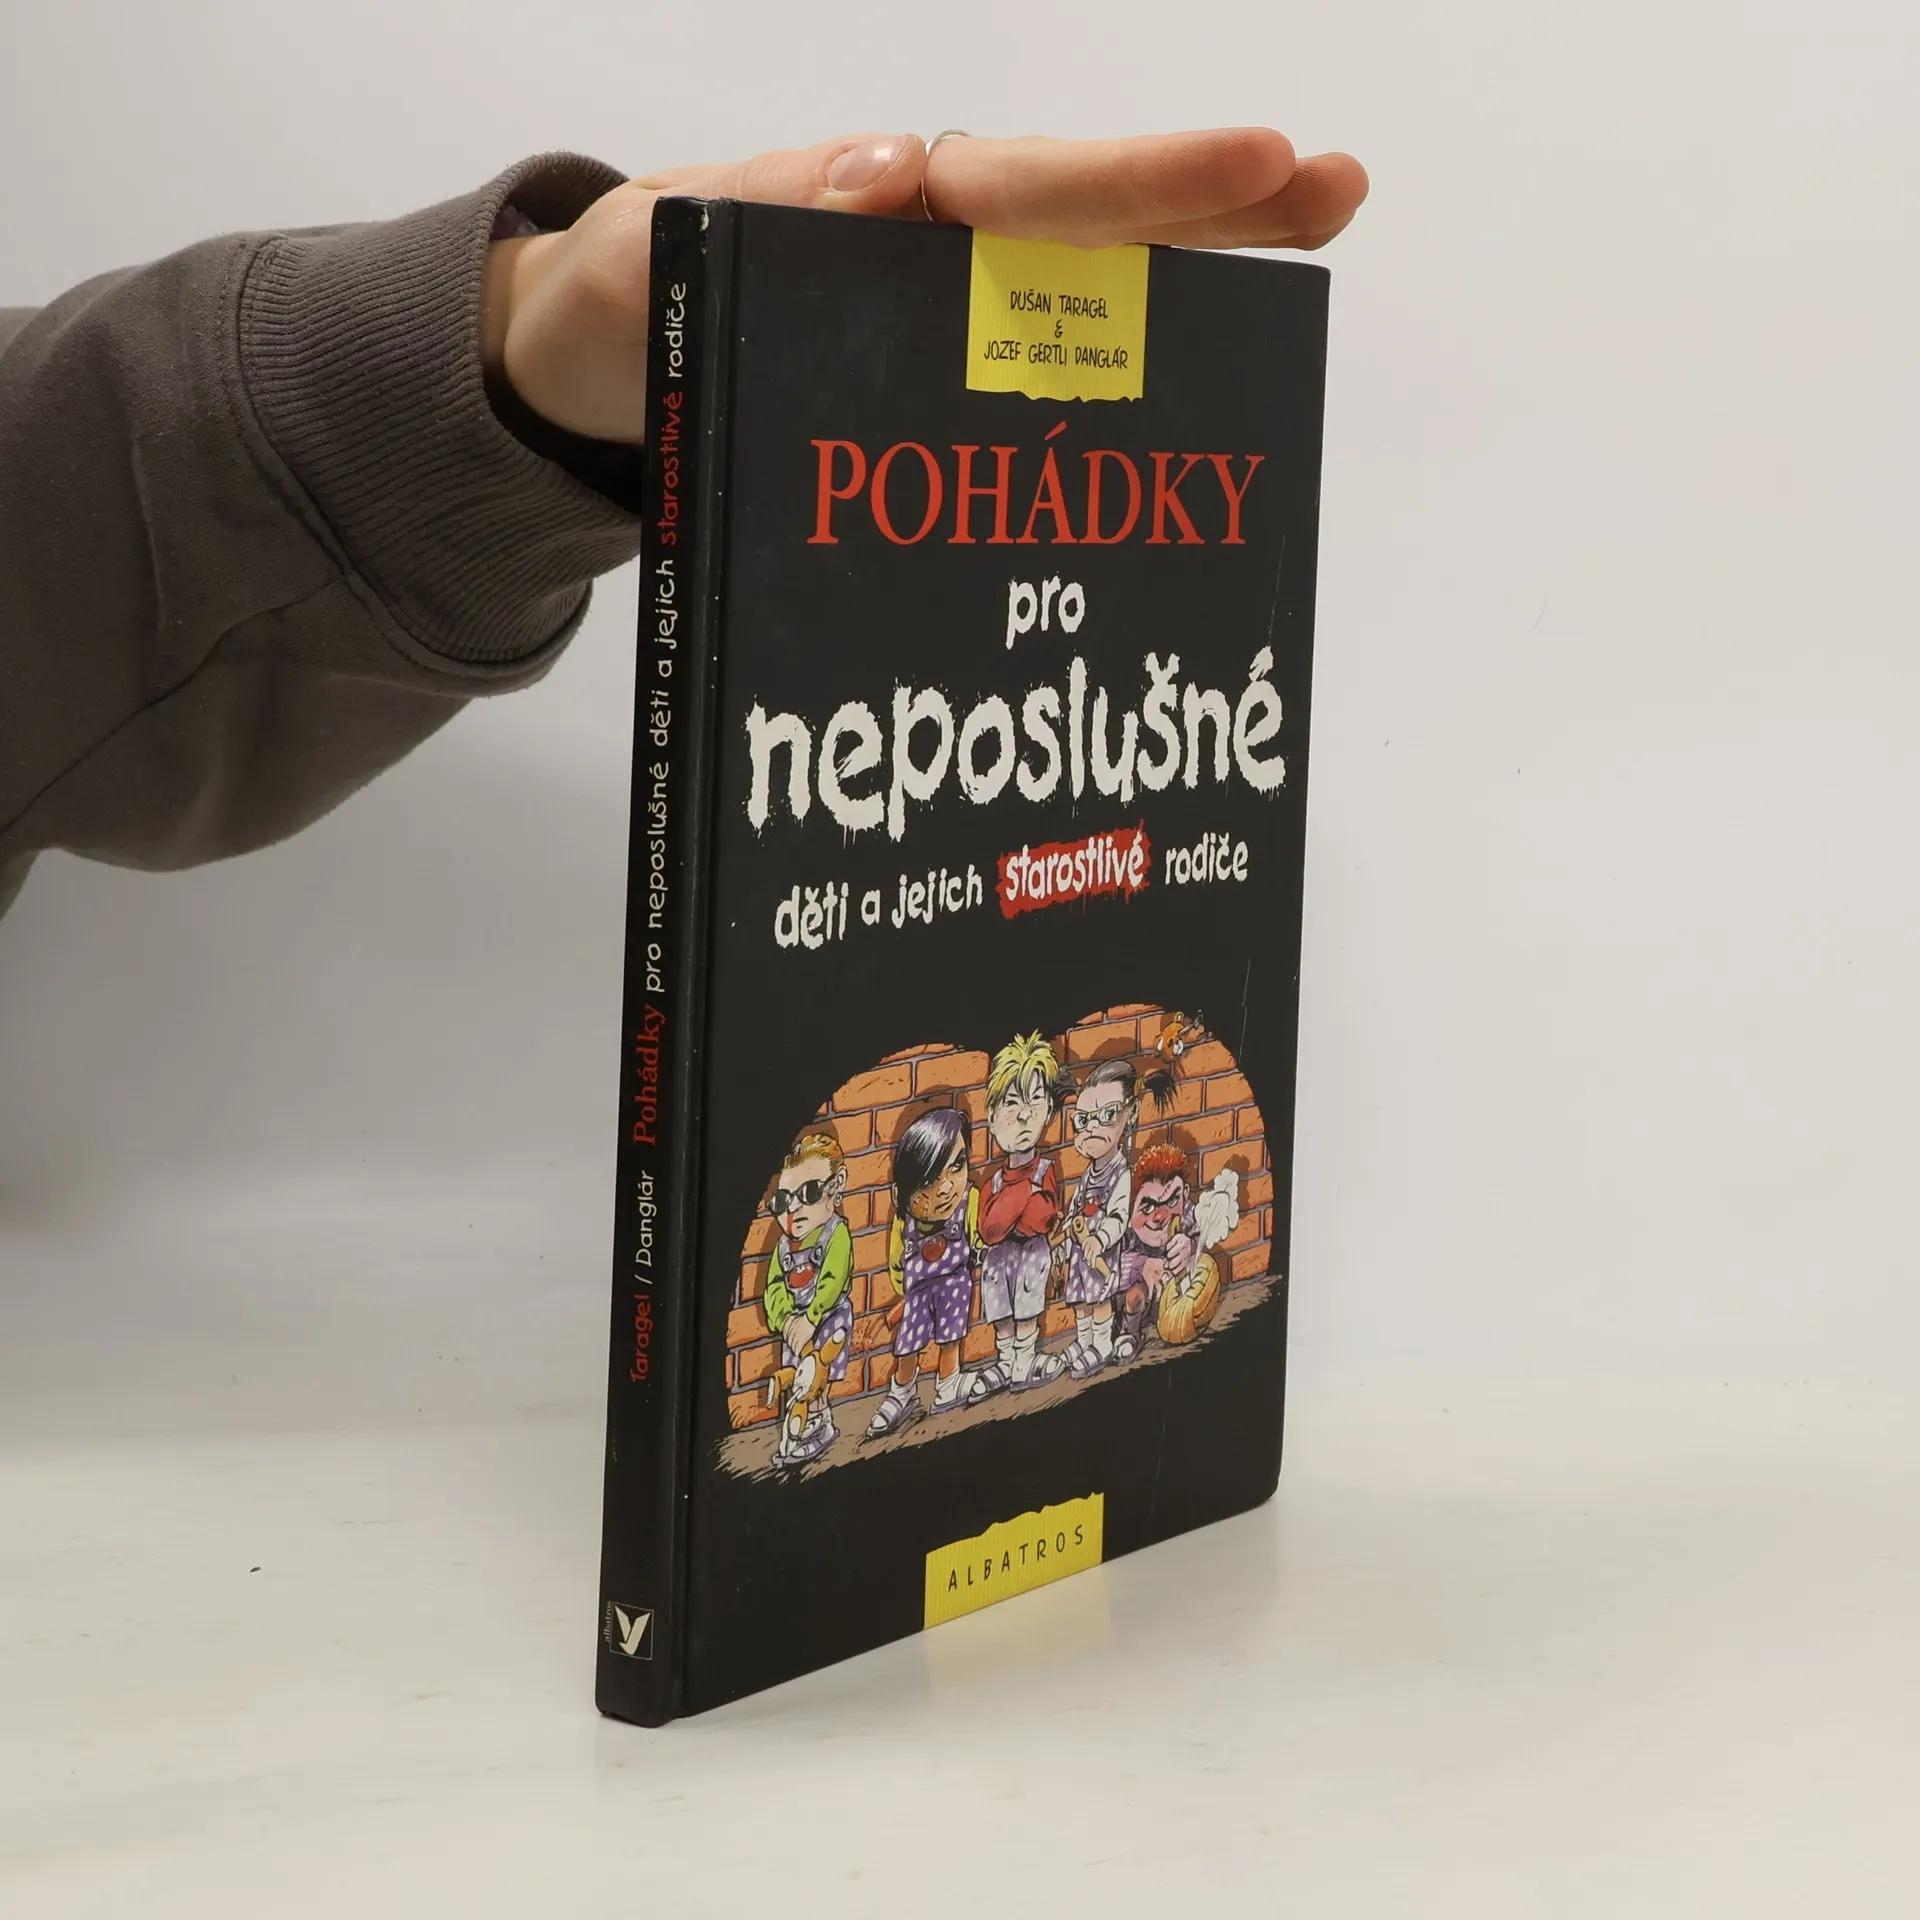 DUŠAN TARAGEL
&
JOZEF GERTLI DANGLÁR
POHÁDKY
pro
neposlušné
děti a jejich starostlivé rodiče
ALBATROS
Taragel / Danglár Pohádky pro neposlušné děti a jejich starostlivé rodiče
albatros